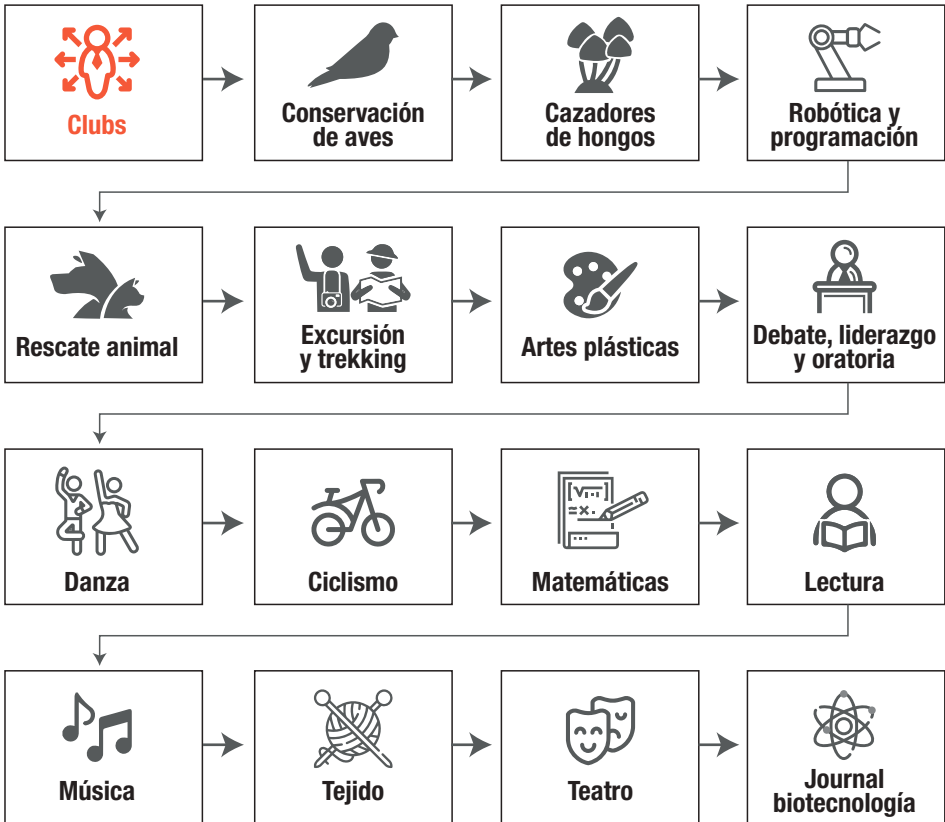 Clubs
Conservación
de aves
Cazadores
de hongos
Robótica y
programación
Rescate animal
Excursión
y trekking
Artes plásticas
Debate, liderazgo
y oratoria
Danza
Ciclismo
√
=x.
Matemáticas
Lectura
Música
Tejido
Teatro
Journal
biotecnología